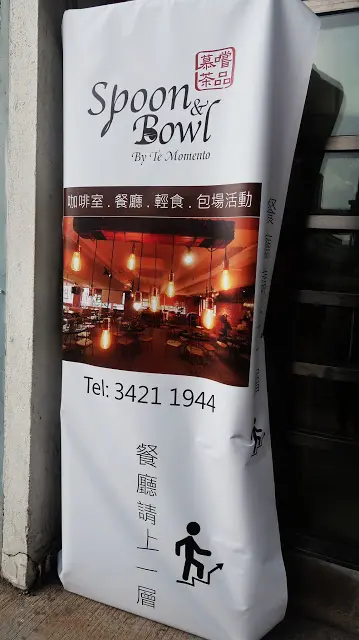 慕嚐
茶品
Spoon
&
Bowl
By Te Momento
咖啡室．餐廳．輕食．包場活動
Tel: 3421 1944
餐廳請上一層